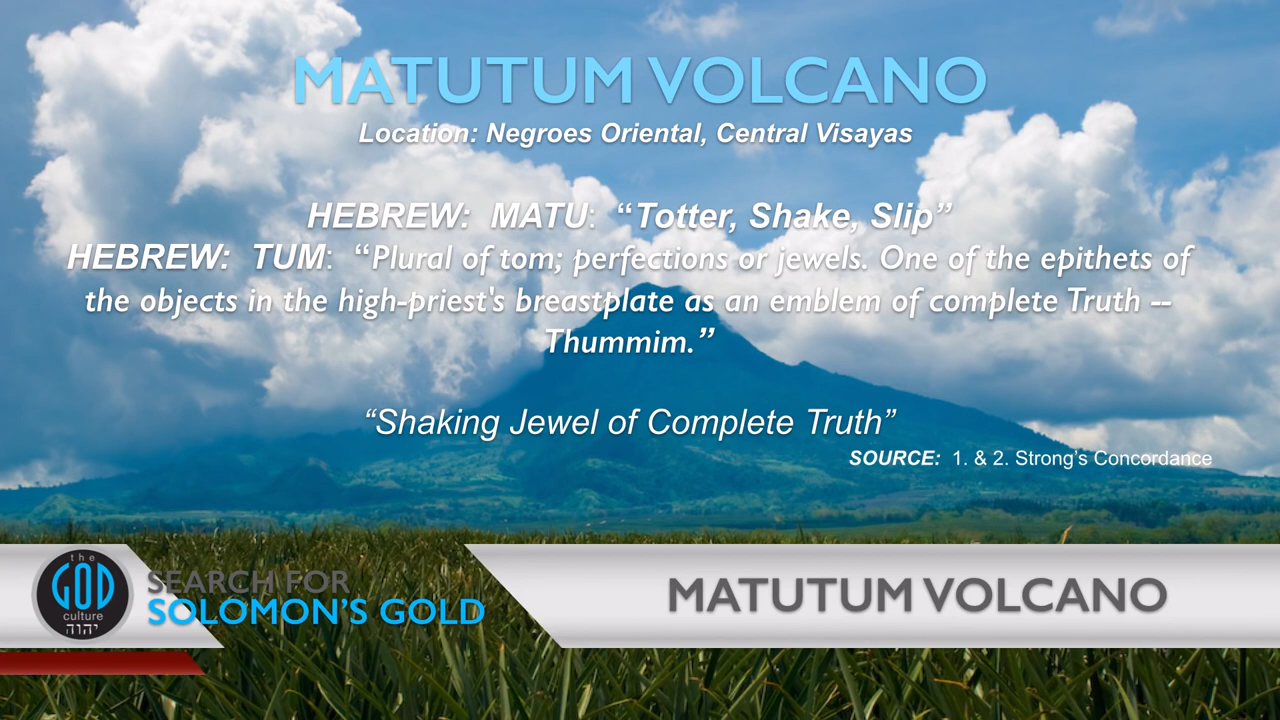 MATUTUM VOLCANO
Location: Negroes Oriental, Central Visayas
HEBREW: MATU: “Totter, Shake, Slip”
HEBREW: TUM: “Plural of tom; perfections or jewels. One of the epithets of
the objects in the high-priest's breastplate as an emblem of complete Truth --
Thummim.”
“Shaking Jewel of Complete Truth”
SOURCE: 1. & 2. Strong’s Concordance
the
GOD
culture
יהוה
SEARCH FOR
SOLOMON’S GOLD
MATUTUM VOLCANO